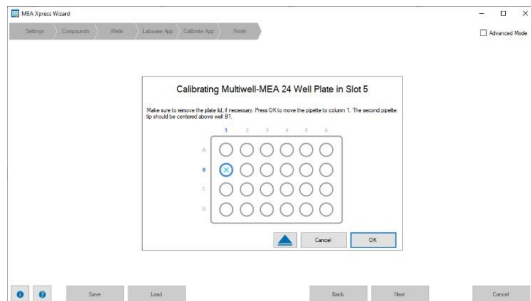 MEA Xpress Wizard
Settings Compounds Wells Labware App Calibrate App Finish
Advanced Mode
Calibrating Multiwell-MEA 24 Well Plate in Slot 5
Make sure to remove the plate lid, if necessary. Press OK to move the pipette to column 1. The second pipette
tip should be centered above well B1.
1 2 3 4 5 6
A
B
C
D
Cancel OK
Save Load Back Next Cancel